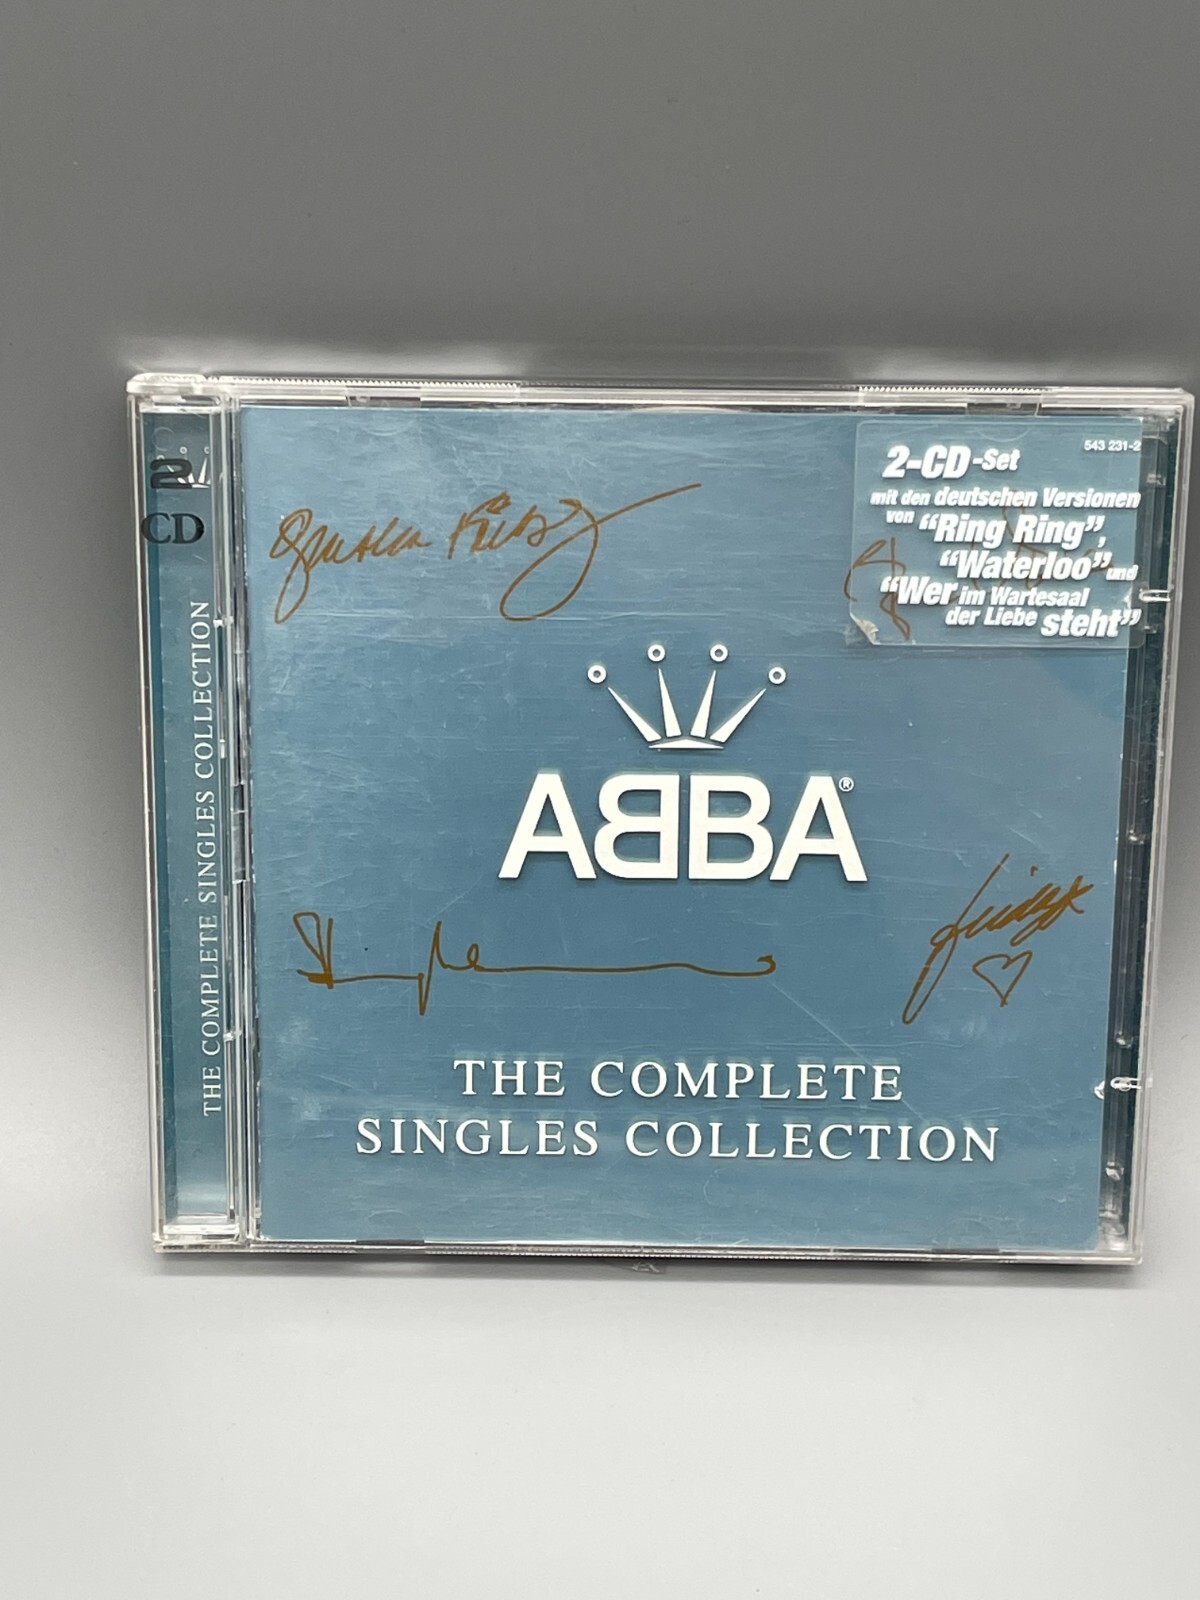 2
CD
THE COMPLETE SINGLES COLLECTION
543 231-2
2-CD-Set
mit den deutschen Versionen
von "Ring Ring",
"Waterloo" und
"Wer im Wartesaal
der Liebe steht"
ABBA®
THE COMPLETE
SINGLES COLLECTION